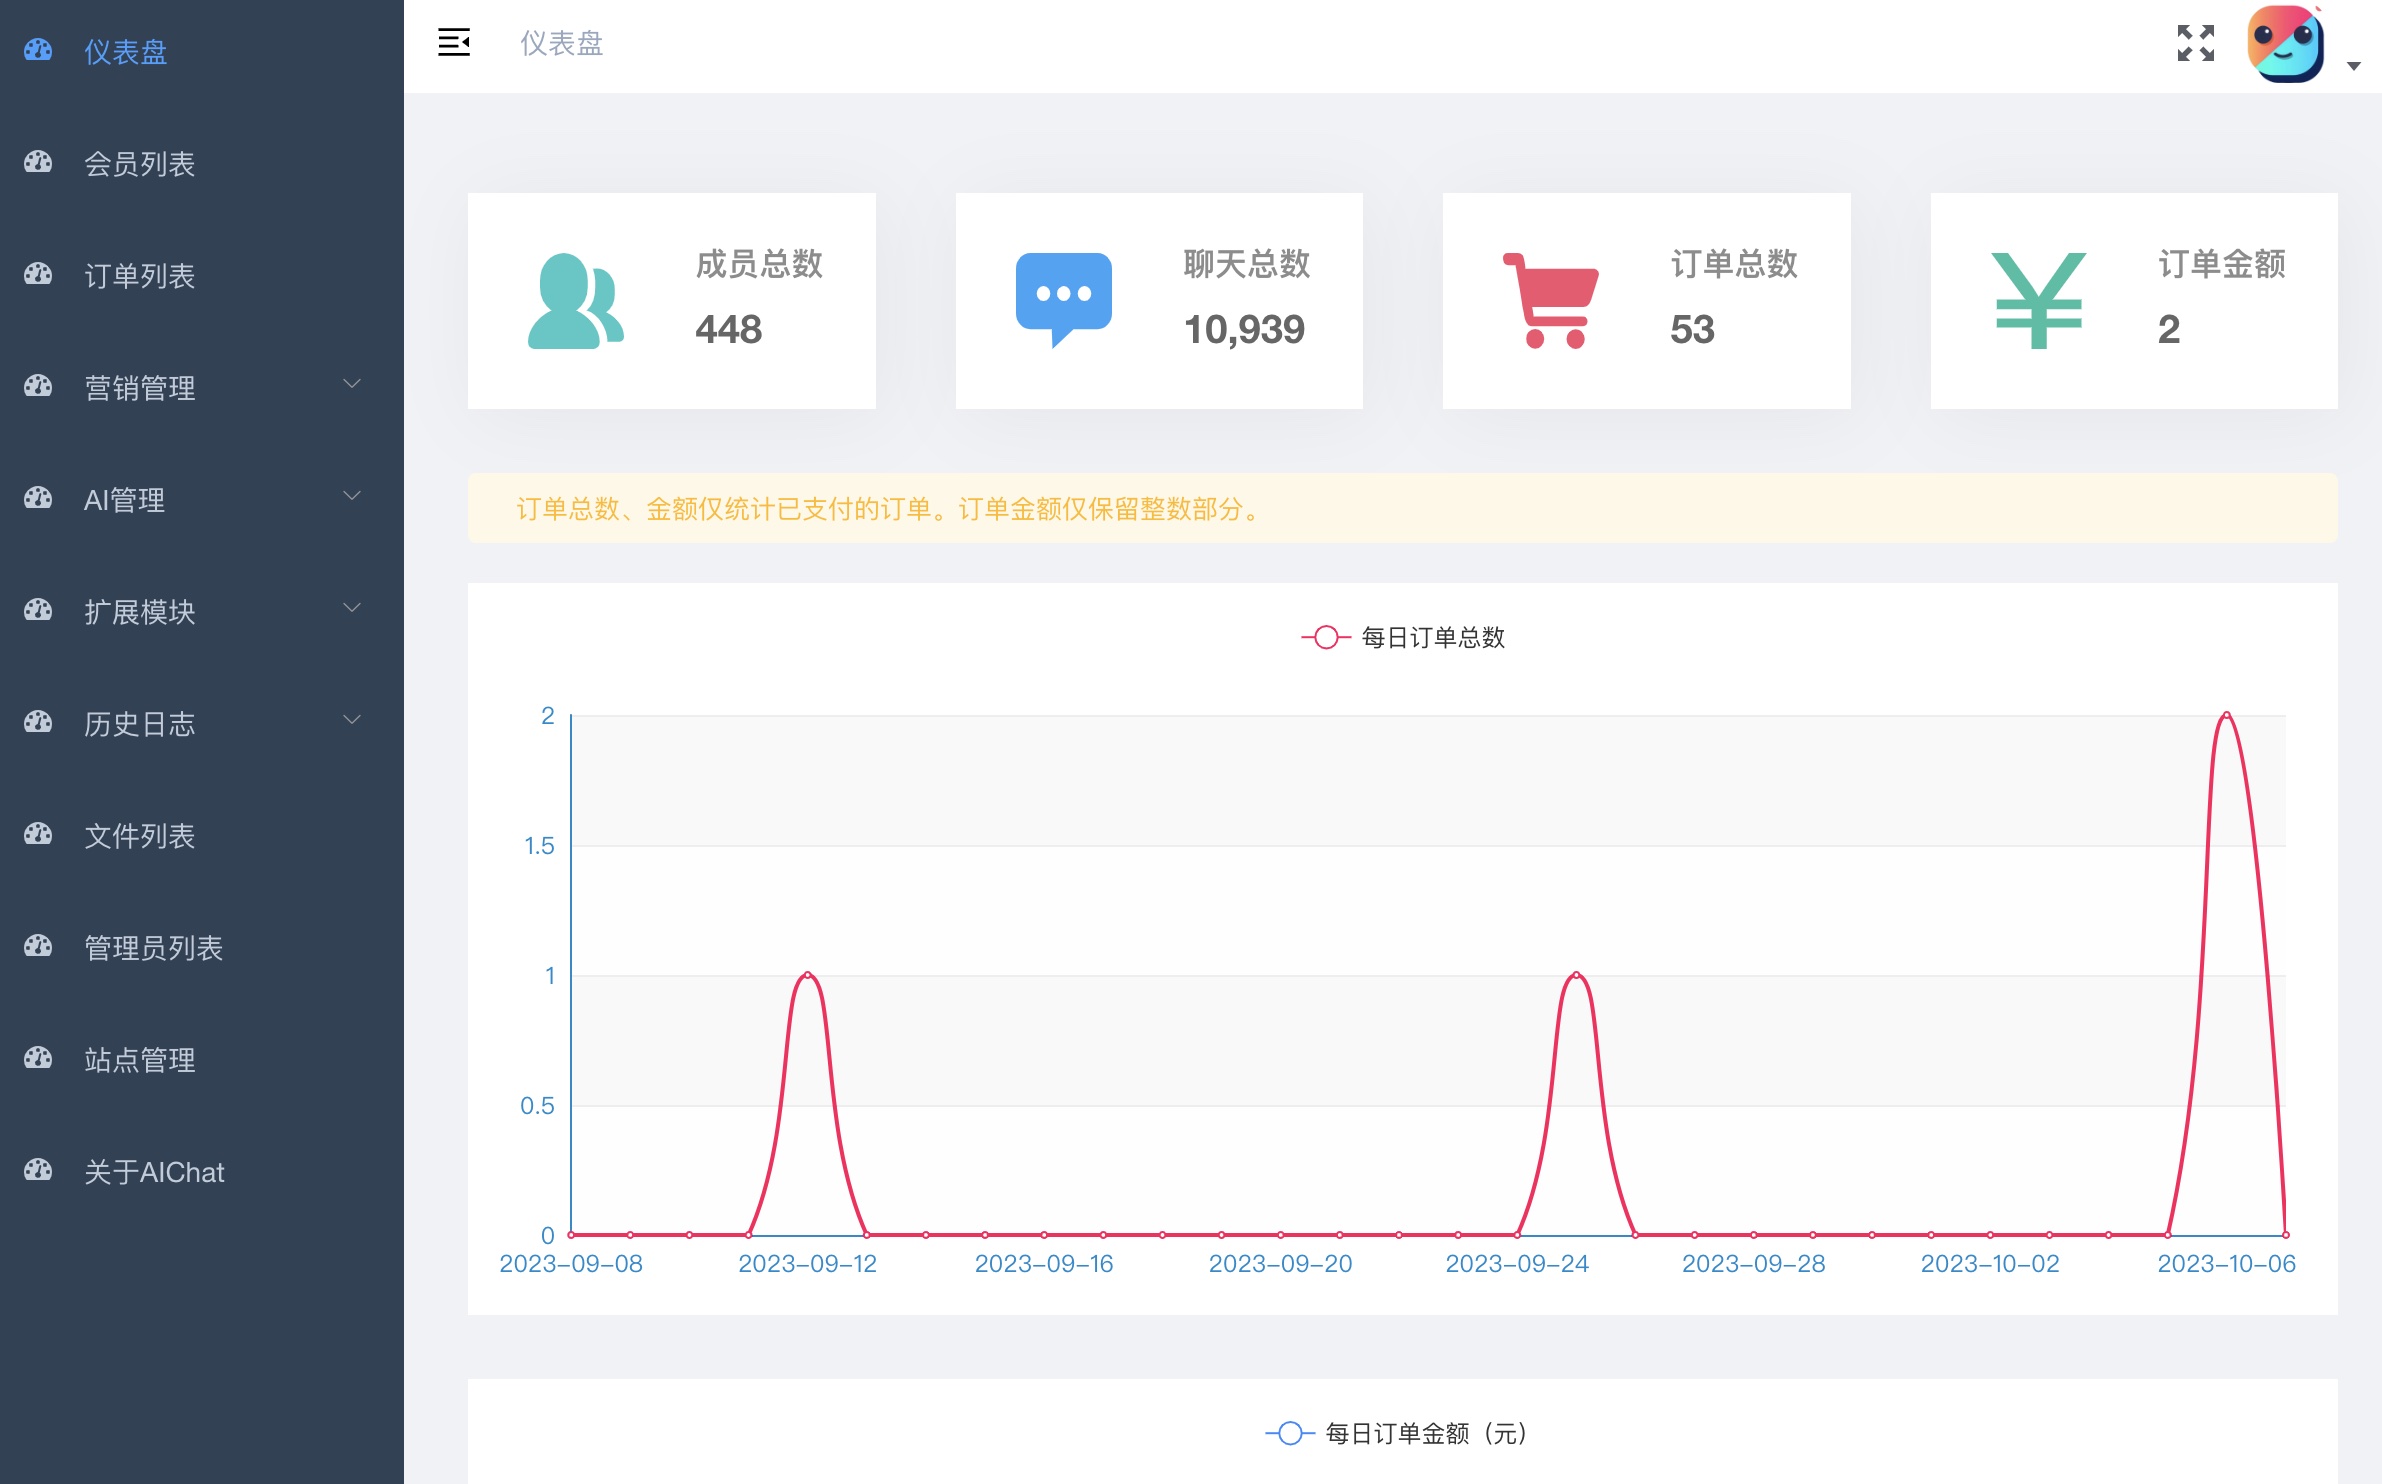 仪表盘
会员列表
订单列表
营销管理
AI管理
扩展模块
历史日志
文件列表
管理员列表
站点管理
关于AIChat
仪表盘
成员总数
448
聊天总数
10,939
订单总数
53
订单金额
2
订单总数、金额仅统计已支付的订单。订单金额仅保留整数部分。
每日订单总数
2
1.5
1
0.5
0
2023-09-08 2023-09-12 2023-09-16 2023-09-20 2023-09-24 2023-09-28 2023-10-02 2023-10-06
每日订单金额（元）